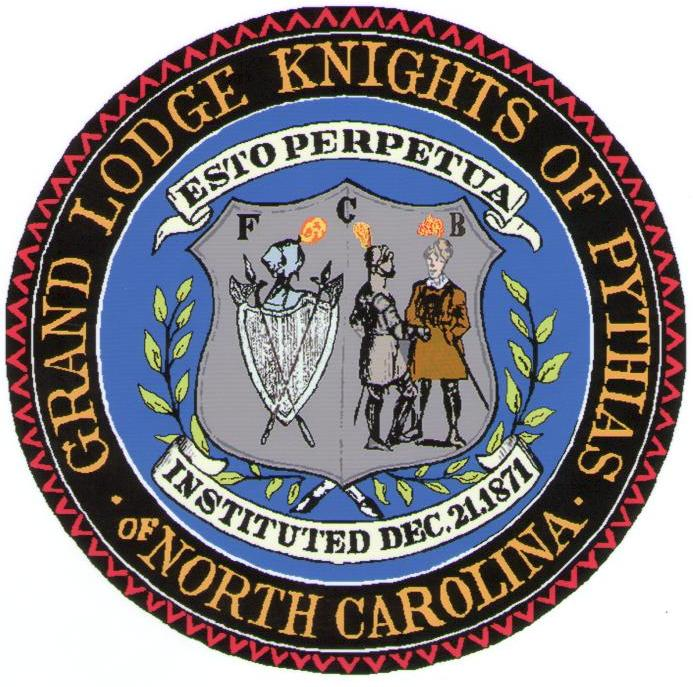 GRAND LODGE KNIGHTS OF PYTHIAS
ESTO PERPETUA
F C B
INSTITUTED DEC. 21. 1871
· OF NORTH CAROLINA ·